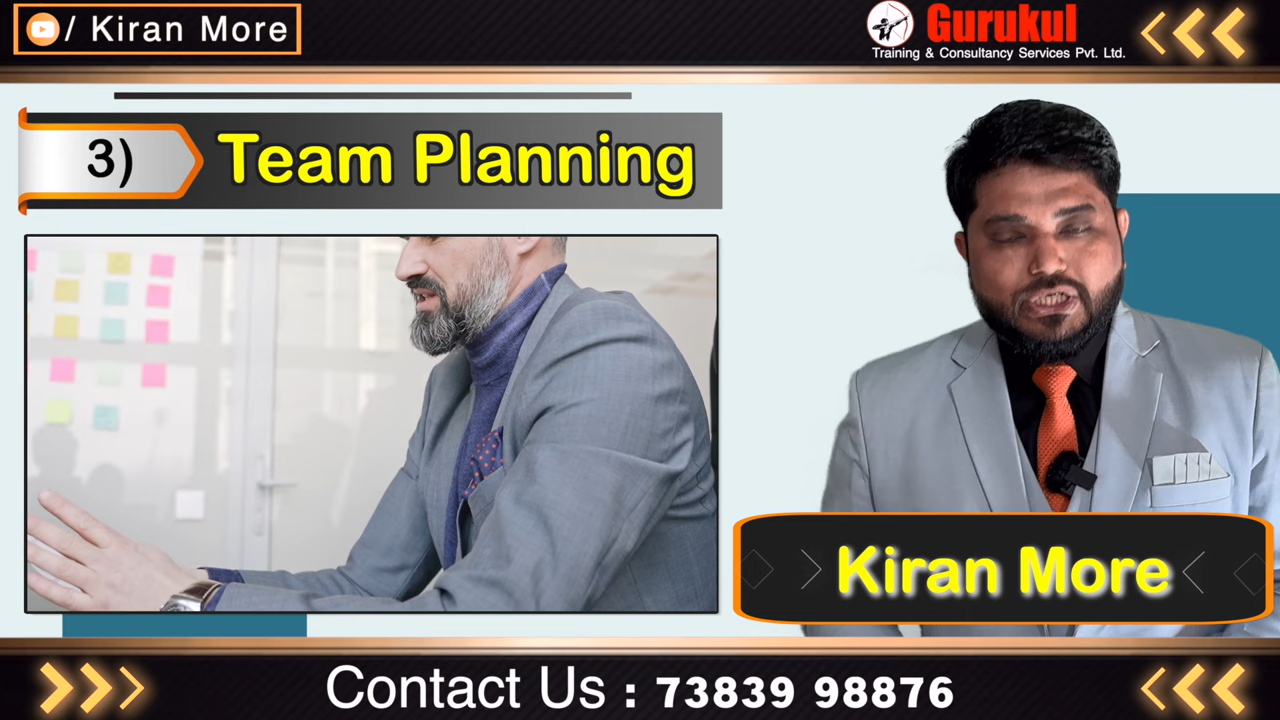 / Kiran More
Gurukul
Training & Consultancy Services Pvt. Ltd.
3) Team Planning
Kiran More
Contact Us : 73839 98876